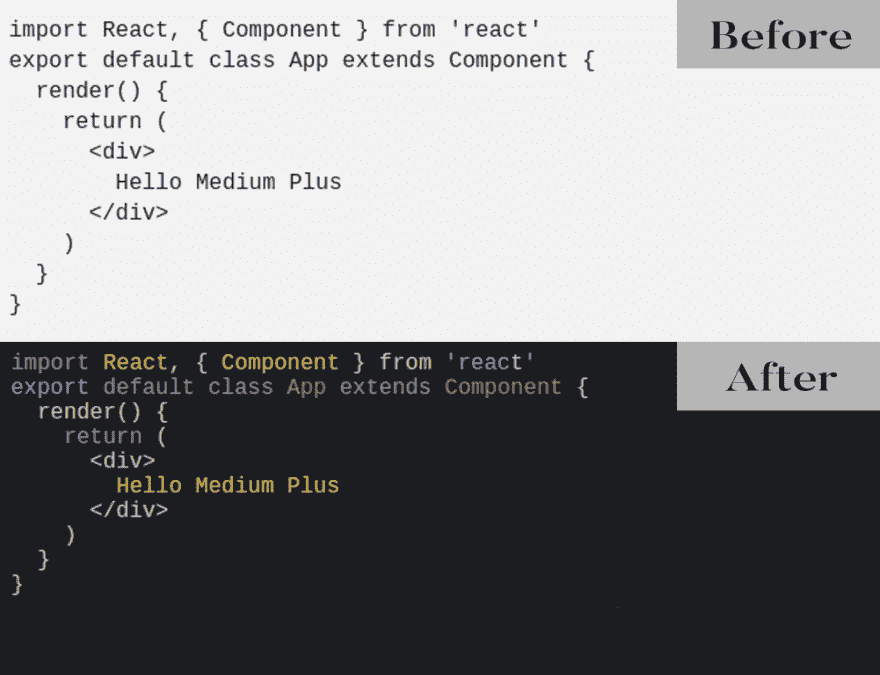 import React, { Component } from 'react'
Before
export default class App extends Component {
render() {
return (
<div>
Hello Medium Plus
</div>
)
}
}
import React, { Component } from 'react'
After
export default class App extends Component {
render() {
return (
<div>
Hello Medium Plus
</div>
)
}
}